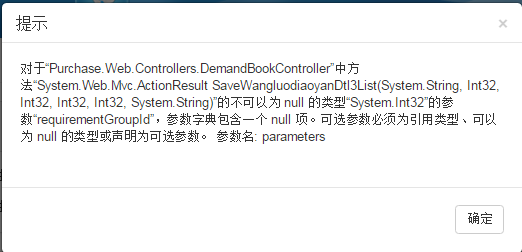 提示
×
对于“Purchase.Web.Controllers.DemandBookController”中方
法“System.Web.Mvc.ActionResult SaveWangluodiaoyanDtl3List(System.String, Int32,
Int32, Int32, Int32, System.String)”的不可以为 null 的类型“System.Int32”的参
数“requirementGroupId”，参数字典包含一个 null 项。可选参数必须为引用类型、可以
为 null 的类型或声明为可选参数。 参数名: parameters
确定